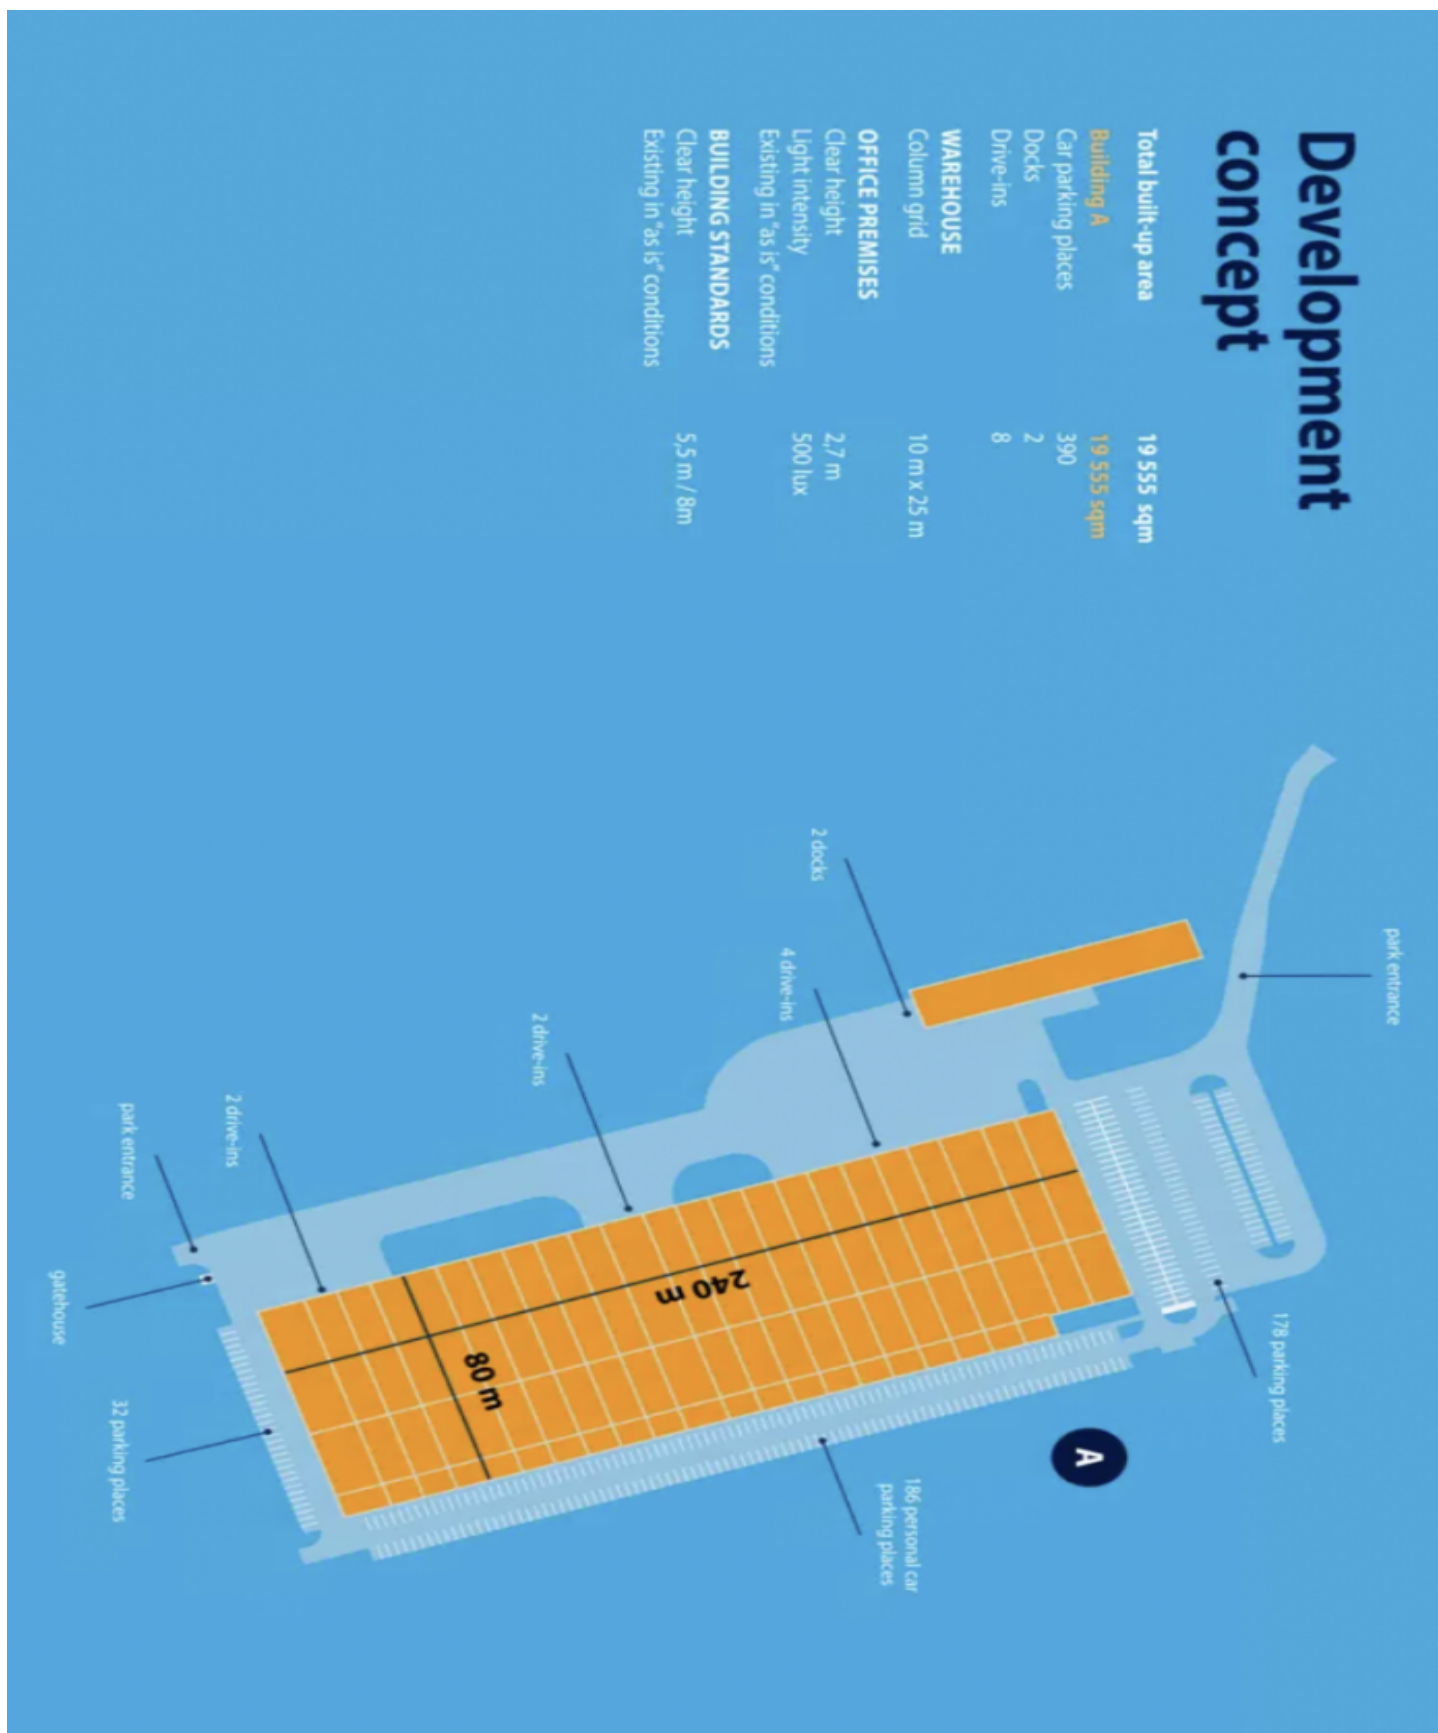 Development
concept
Total built-up area 19 555 sqm
Building A 19 555 sqm
Car parking places 390
Docks 2
Drive-ins 8
WAREHOUSE
Column grid 10 m x 25 m
OFFICE PREMISES
Clear height 2,7 m
Light intensity 500 lux
Existing in "as is" conditions
BUILDING STANDARDS
Clear height 5,5 m / 8m
Existing in "as is" conditions
park entrance
2 docks
4 drive-ins
2 drive-ins
2 drive-ins
park entrance
gatehouse
32 parking places
240 m
80 m
178 parking places
A
186 personal car
parking places